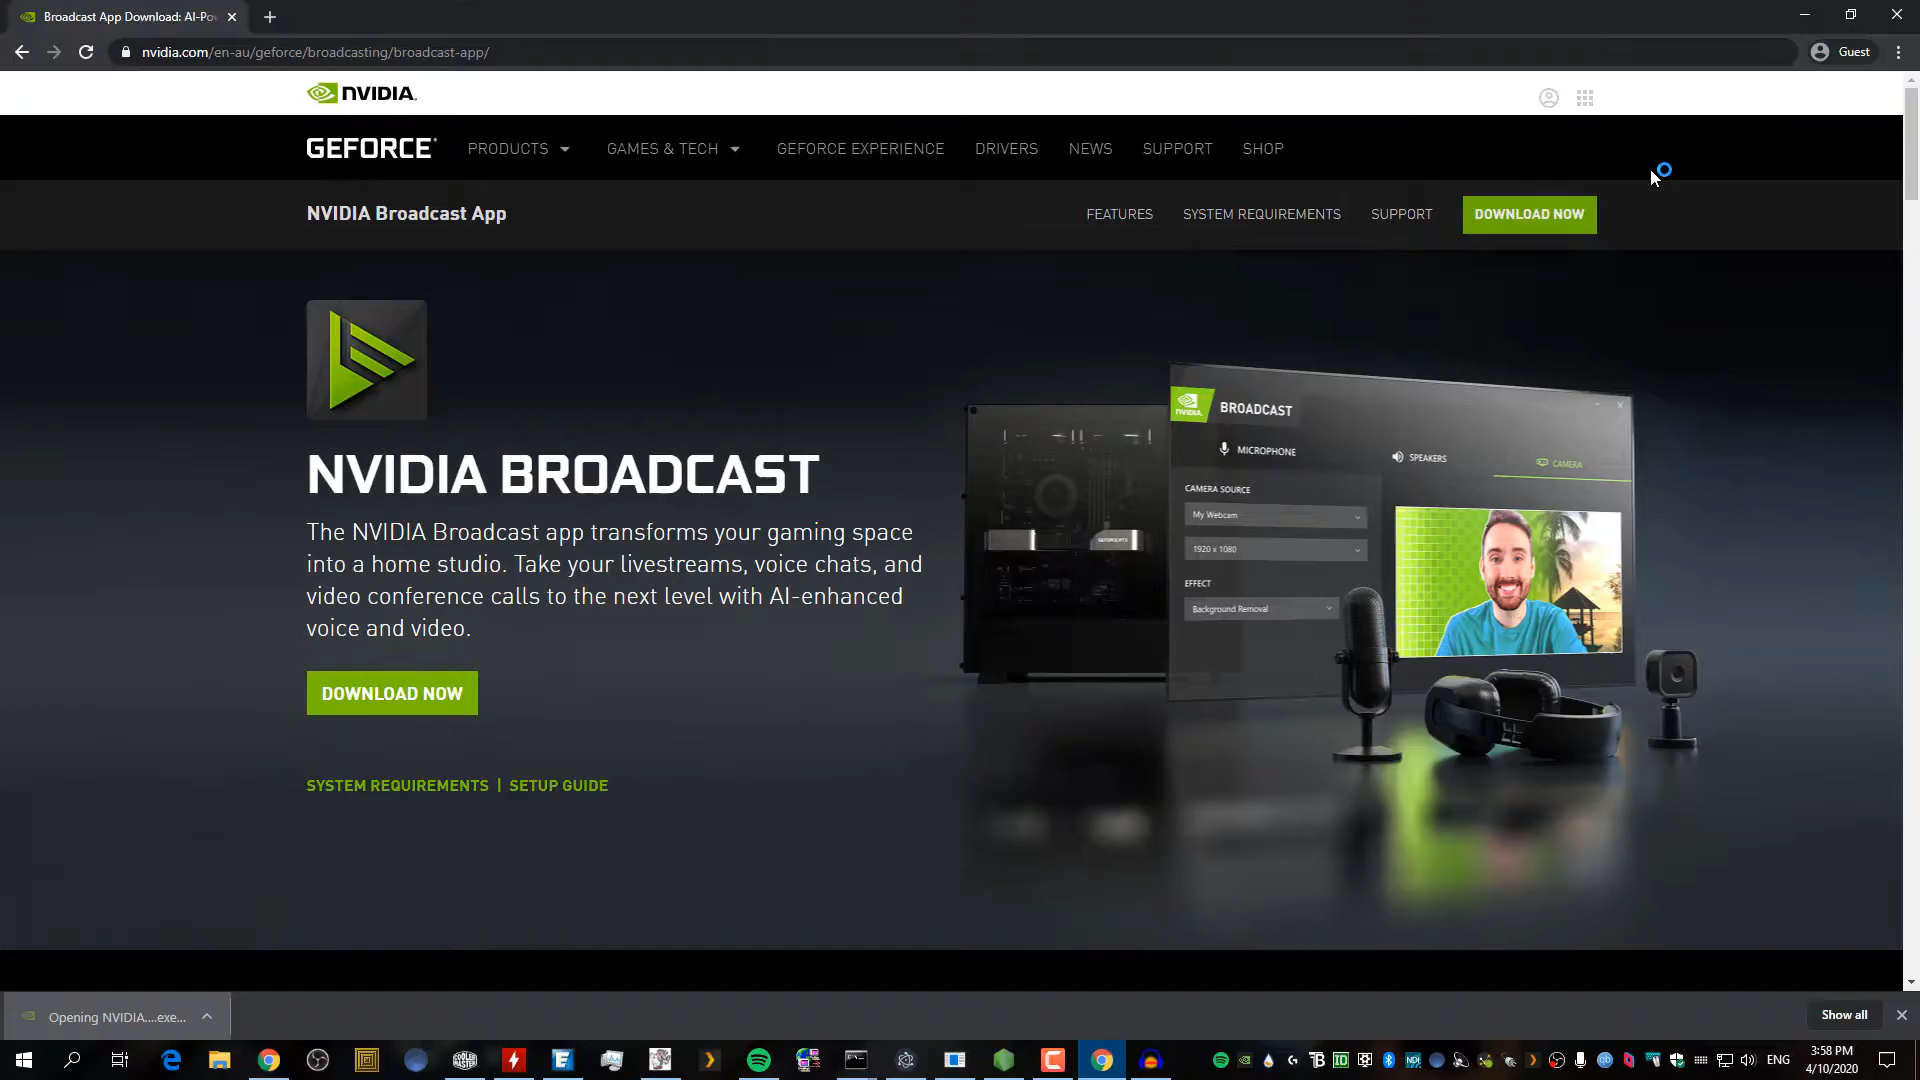 Broadcast App Download: AI-Po
nvidia.com/en-au/geforce/broadcasting/broadcast-app/
Guest
NVIDIA.
GEFORCE
PRODUCTS
GAMES & TECH
GEFORCE EXPERIENCE
DRIVERS
NEWS
SUPPORT
SHOP
NVIDIA Broadcast App
FEATURES
SYSTEM REQUIREMENTS
SUPPORT
DOWNLOAD NOW
NVIDIA BROADCAST
The NVIDIA Broadcast app transforms your gaming space
into a home studio. Take your livestreams, voice chats, and
video conference calls to the next level with AI-enhanced
voice and video.
DOWNLOAD NOW
SYSTEM REQUIREMENTS | SETUP GUIDE
NVIDIA.
BROADCAST
MICROPHONE
SPEAKERS
CAMERA
CAMERA SOURCE
My Webcam
1920 x 1080
EFFECT
Background Removal
GEFORCE RTX
Opening NVIDIA....exe...
Show all
COOLER
MASTER
ENG
3:58 PM
4/10/2020